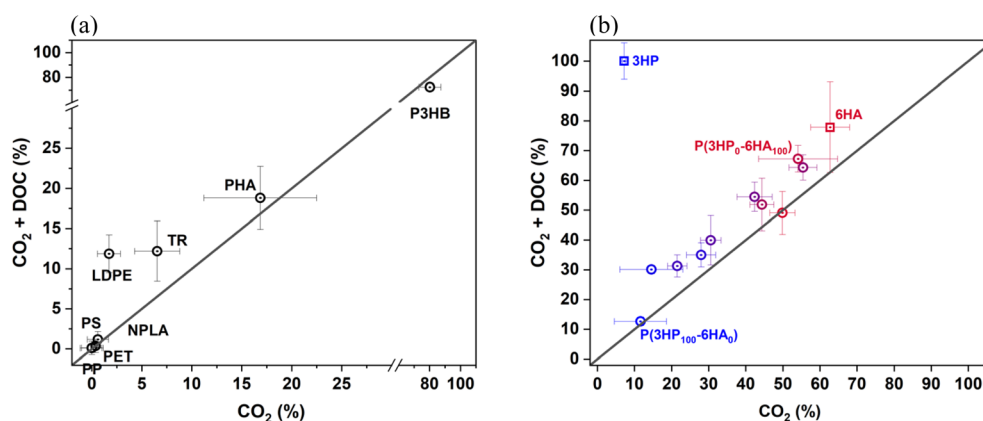 (a)
100
80
25
20
15
10
5
0
CO₂ + DOC (%)
P3HB
PHA
TR
LDPE
PS
NPLA
PET
PP
0 5 10 15 20 25 80 100
CO₂ (%)
(b)
100
90
80
70
60
50
40
30
20
10
0
CO₂ + DOC (%)
3HP
6HA
P(3HP₀-6HA₁₀₀)
P(3HP₁₀₀-6HA₀)
0 10 20 30 40 50 60 70 80 90 100
CO₂ (%)